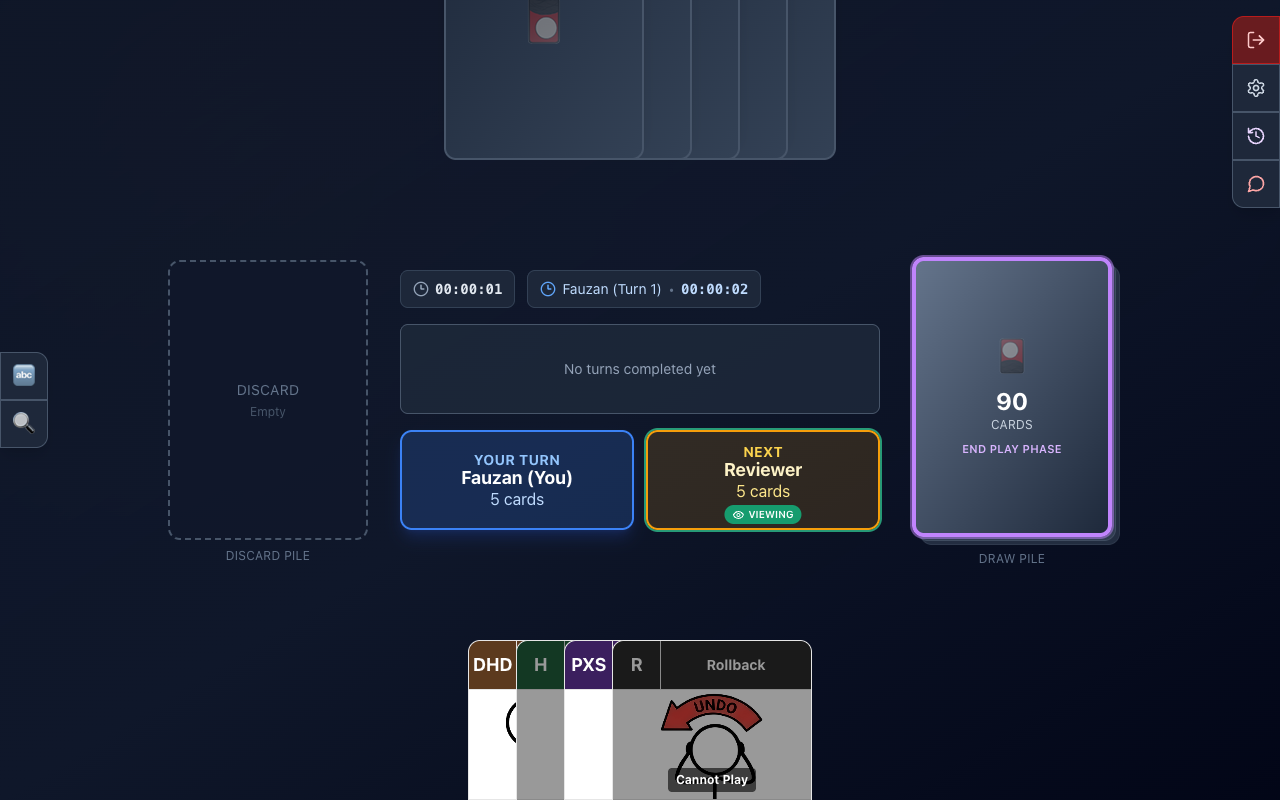 00:00:01
Fauzan (Turn 1) • 00:00:02
No turns completed yet
DISCARD
Empty
DISCARD PILE
YOUR TURN
Fauzan (You)
5 cards
NEXT
Reviewer
5 cards
VIEWING
90
CARDS
END PLAY PHASE
DRAW PILE
abc
DHD
H
PXS
R
Rollback
UNDO
Cannot Play